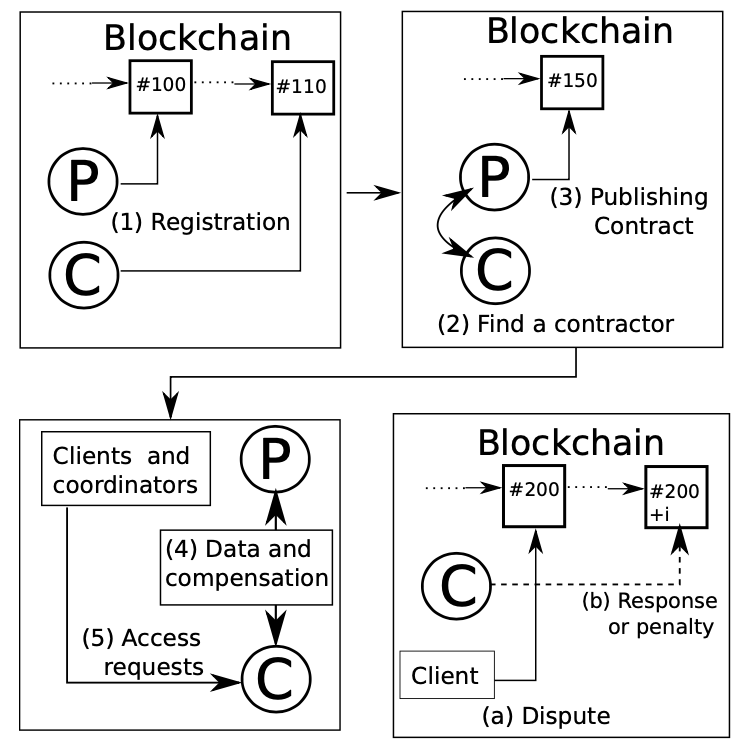 Blockchain
#100
#110
P
(1) Registration
C
Blockchain
#150
P
(3) Publishing
Contract
C
(2) Find a contractor
Clients and
coordinators
P
(4) Data and
compensation
(5) Access
requests
C
Blockchain
#200
#200
+i
C
(b) Response
or penalty
Client
(a) Dispute